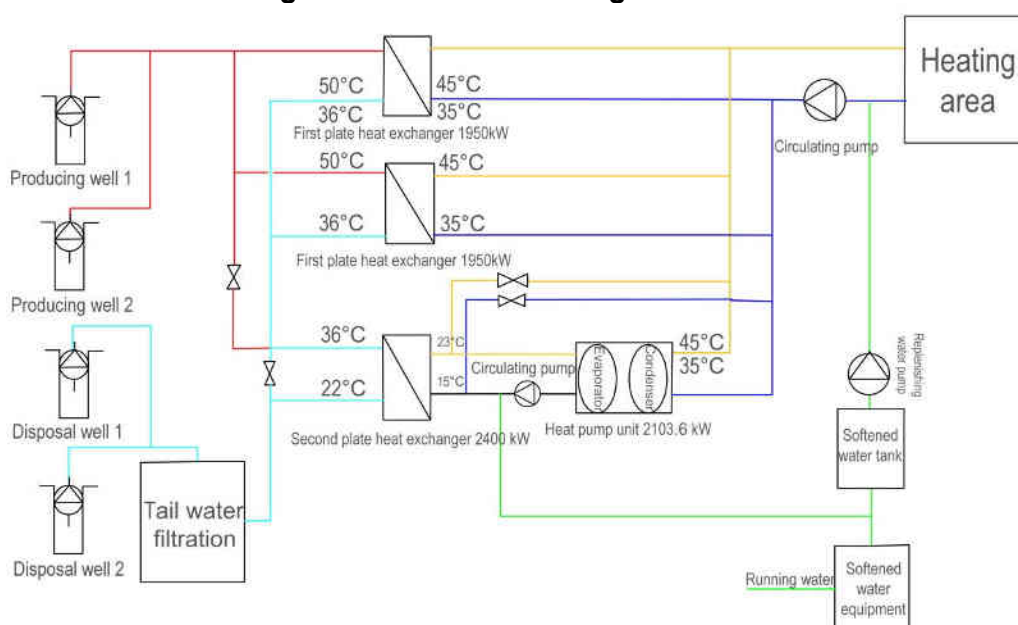 Heating
area
50°C
45°C
36°C
35°C
First plate heat exchanger 1950kW
Circulating pump
Producing well 1
50°C
45°C
36°C
35°C
First plate heat exchanger 1950kW
Producing well 2
36°C
23°C
45°C
35°C
Evaporator
Condenser
Circulating pump
22°C
15°C
Second plate heat exchanger 2400 kW
Heat pump unit 2103.6 kW
Replenishing
water pump
Disposal well 1
Softened
water tank
Tail water
filtration
Disposal well 2
Running water
Softened
water
equipment